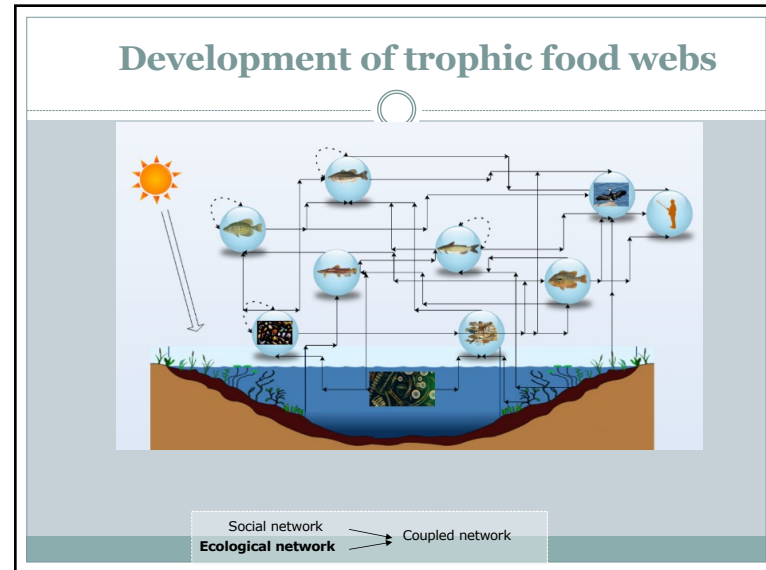 Development of trophic food webs
Social network
Ecological network
Coupled network